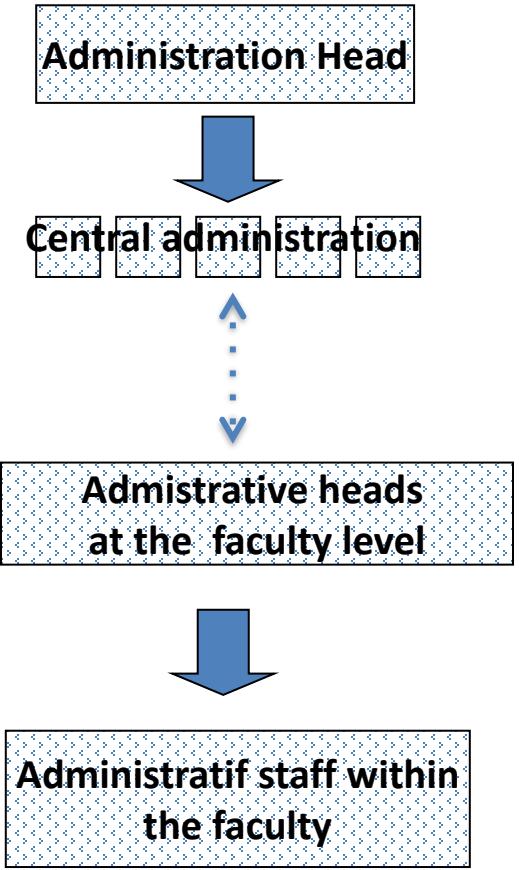 Administration Head
Central administration
Admistrative heads
at the faculty level
Administratif staff within
the faculty